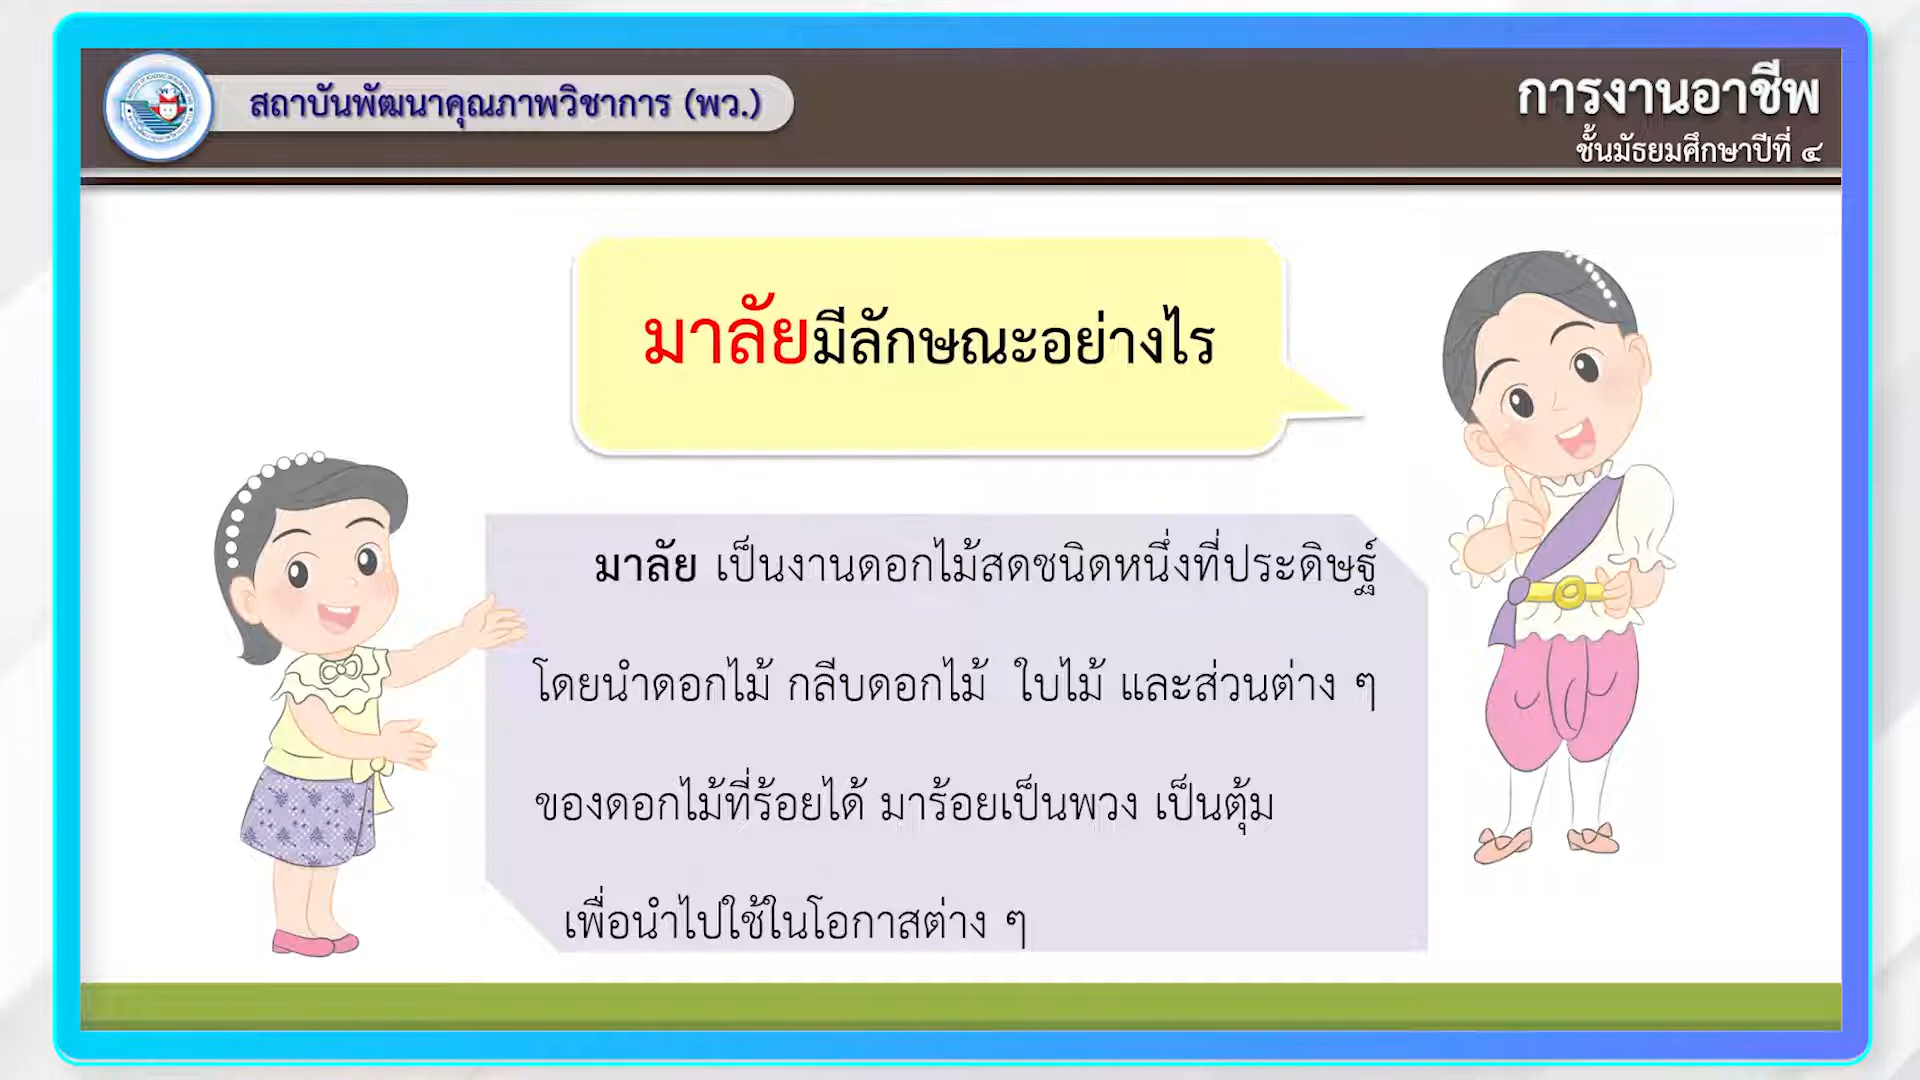 สถาบันพัฒนาคุณภาพวิชาการ (พว.)
การงานอาชีพ
ชั้นมัธยมศึกษาปีที่ ๔
มาลัยมีลักษณะอย่างไร
มาลัย เป็นงานดอกไม้สดชนิดหนึ่งที่ประดิษฐ์
โดยนำดอกไม้ กลีบดอกไม้ ใบไม้ และส่วนต่าง ๆ
ของดอกไม้ที่ร้อยได้ มาร้อยเป็นพวง เป็นตุ้ม
เพื่อนำไปใช้ในโอกาสต่าง ๆ